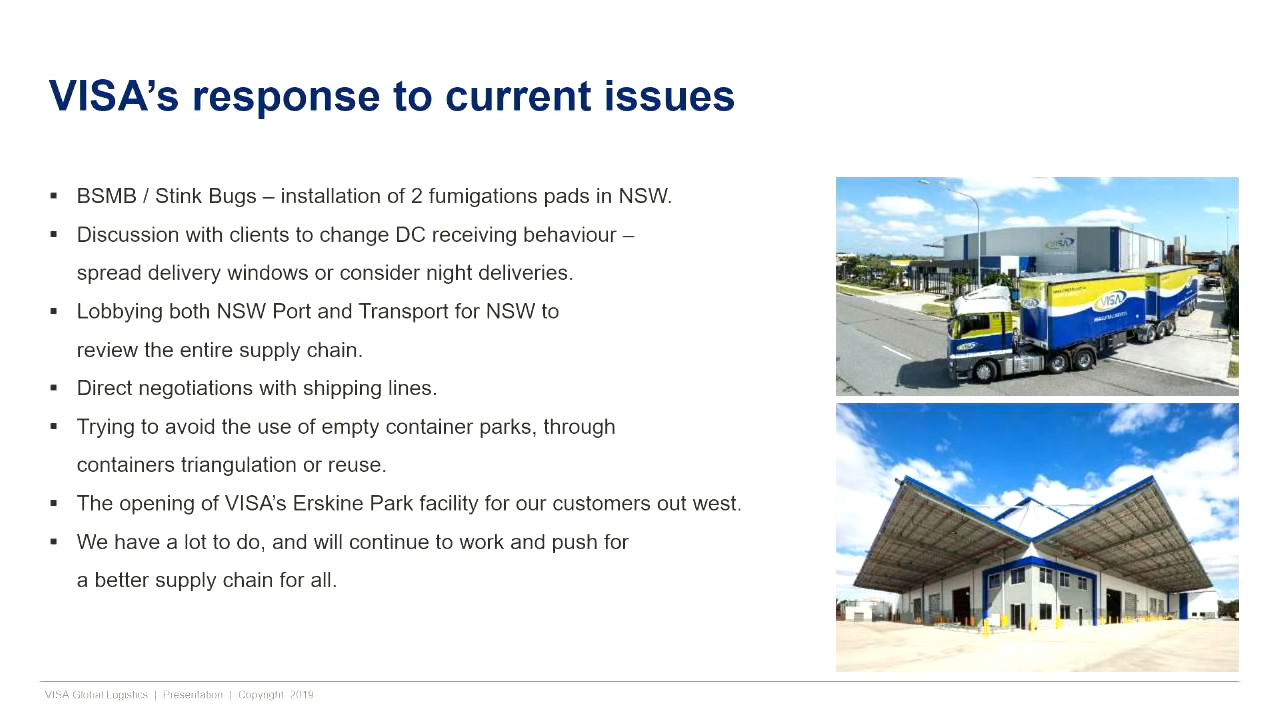 VISA’s response to current issues
▪ BSMB / Stink Bugs – installation of 2 fumigations pads in NSW.
▪ Discussion with clients to change DC receiving behaviour –
spread delivery windows or consider night deliveries.
▪ Lobbying both NSW Port and Transport for NSW to
review the entire supply chain.
▪ Direct negotiations with shipping lines.
▪ Trying to avoid the use of empty container parks, through
containers triangulation or reuse.
▪ The opening of VISA’s Erskine Park facility for our customers out west.
▪ We have a lot to do, and will continue to work and push for
a better supply chain for all.
VISA
VISA
VISA Global Logistics | Presentation | Copyright 2019